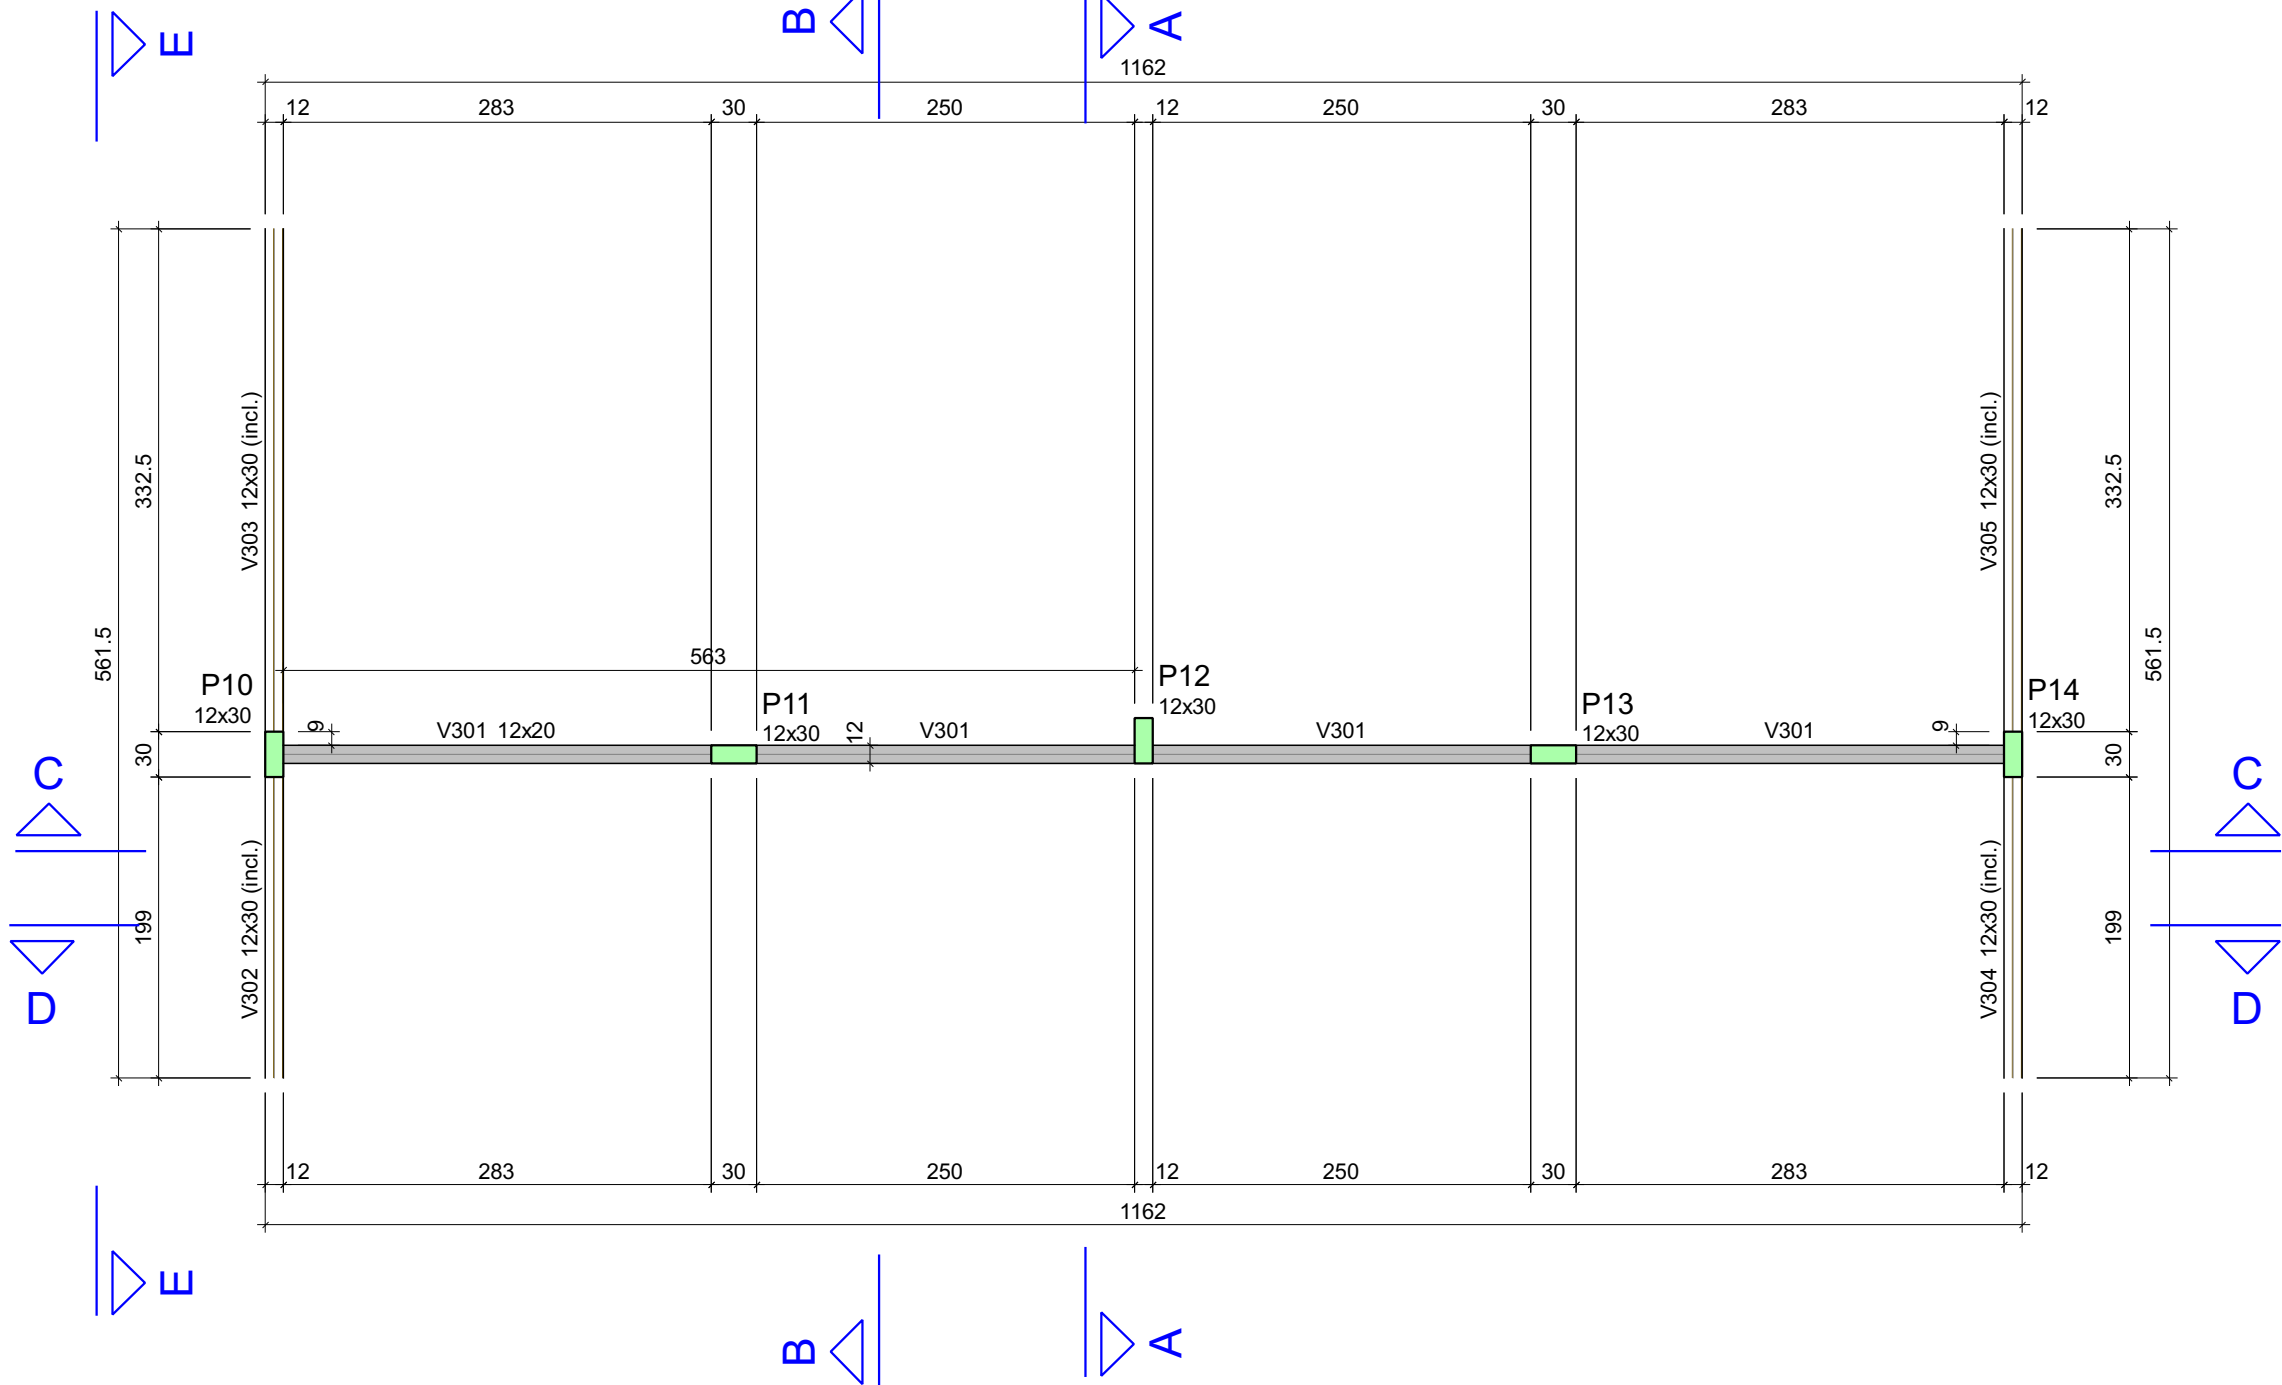 E
B
A
1162
12 283 30 250 12 250 30 283 12
332.5
561.5
30
199
V303 12x30 (incl.)
V302 12x30 (incl.)
V305 12x30 (incl.)
V304 12x30 (incl.)
332.5
561.5
30
199
563
P10
12x30
P11
12x30
P12
12x30
P13
12x30
P14
12x30
9
V301 12x20
12
V301
V301
V301
9
C
D
C
D
12 283 30 250 12 250 30 283 12
1162
E
B
A